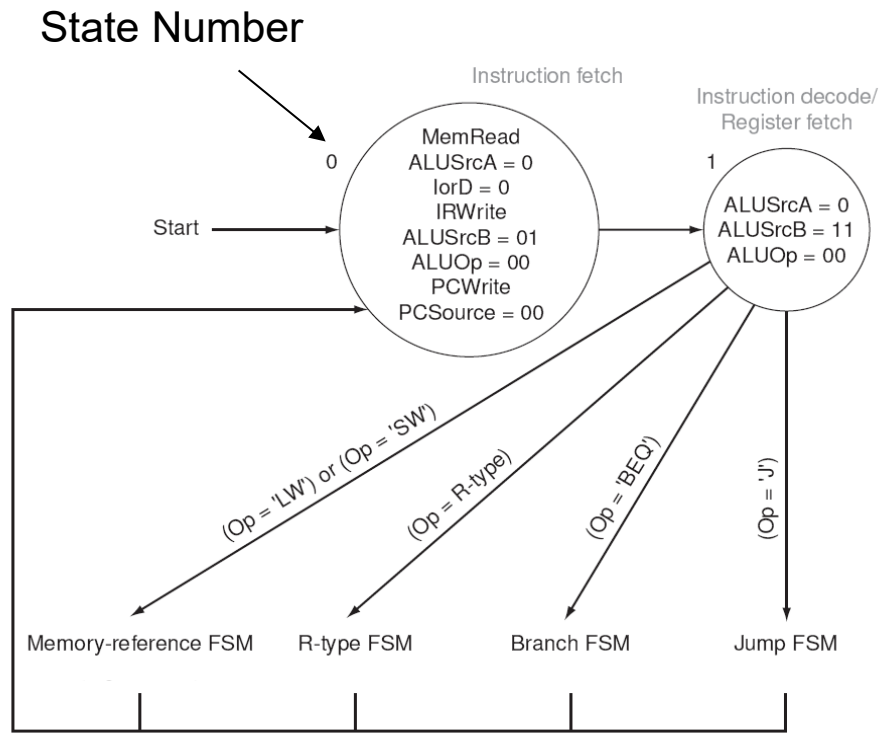 State Number
Instruction fetch
Instruction decode/
Register fetch
0
MemRead
ALUSrcA = 0
IorD = 0
IRWrite
ALUSrcB = 01
ALUOp = 00
PCWrite
PCSource = 00
1
ALUSrcA = 0
ALUSrcB = 11
ALUOp = 00
Start
(Op = 'LW') or (Op = 'SW')
(Op = R-type)
(Op = 'BEQ')
(Op = 'J')
Memory-reference FSM
R-type FSM
Branch FSM
Jump FSM